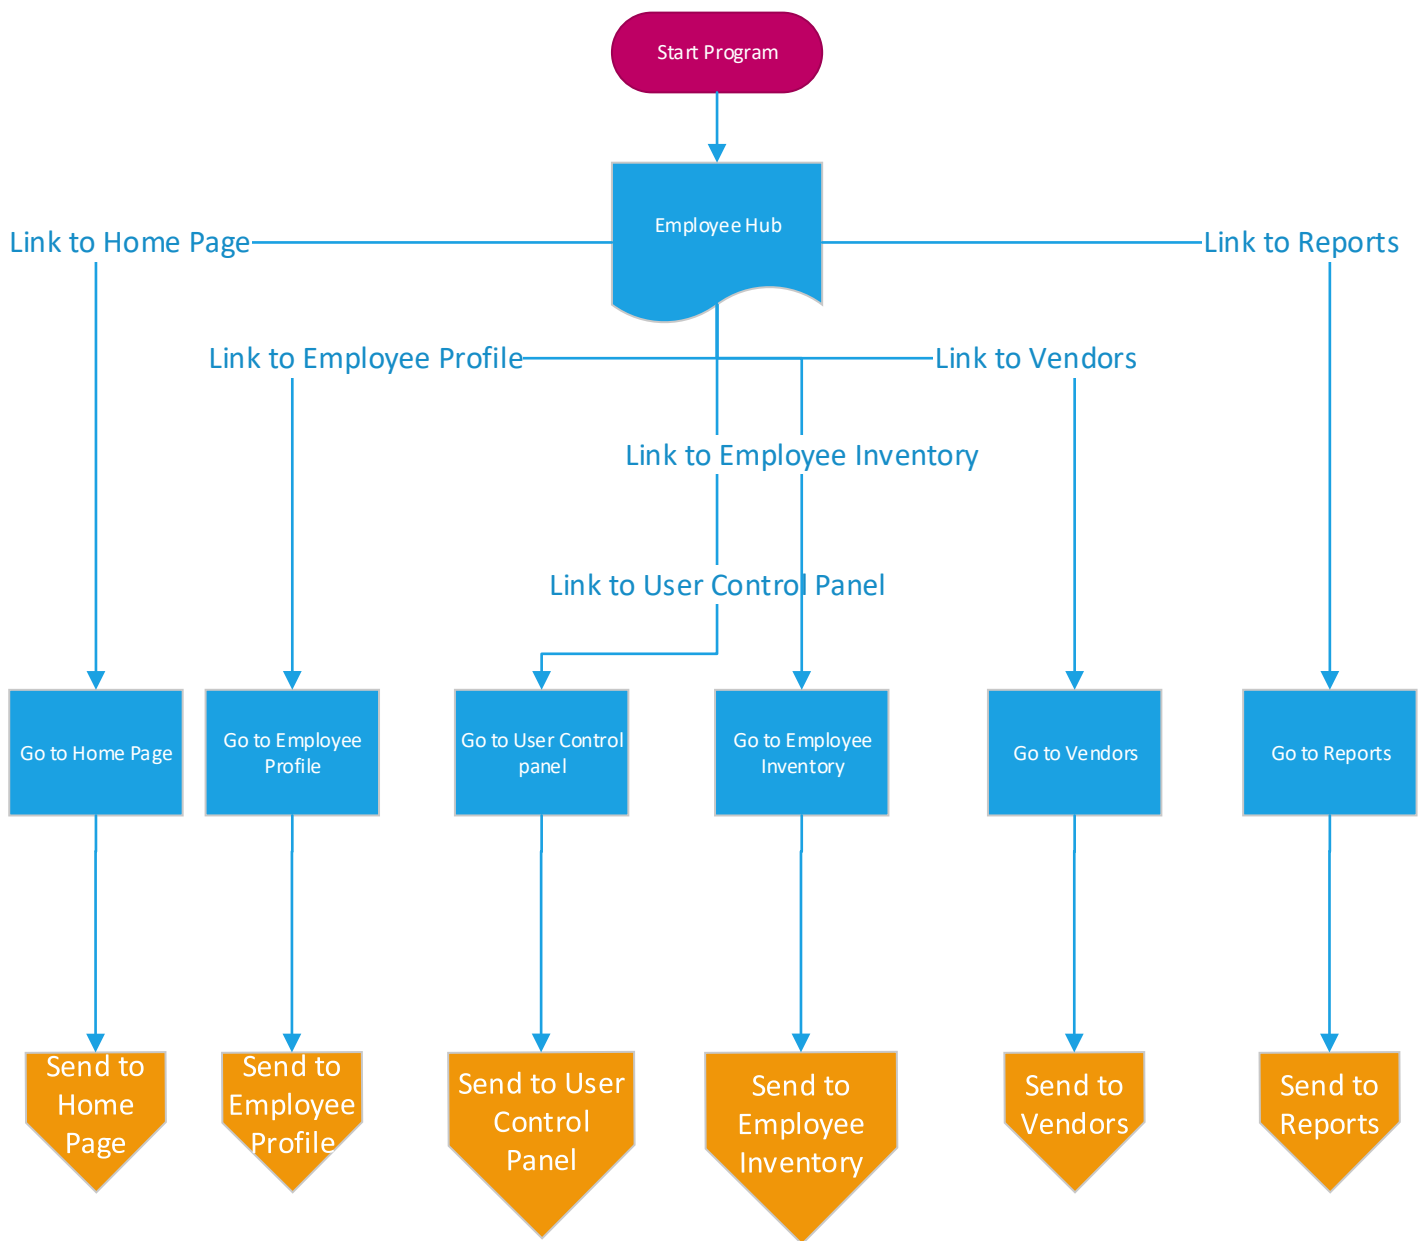 Start Program
Employee Hub
Link to Home Page
Link to Reports
Link to Employee Profile
Link to Vendors
Link to Employee Inventory
Link to User Control Panel
Go to Home Page
Go to Employee
Profile
Go to User Control
panel
Go to Employee
Inventory
Go to Vendors
Go to Reports
Send to
Home
Page
Send to
Employee
Profile
Send to User
Control
Panel
Send to
Employee
Inventory
Send to
Vendors
Send to
Reports